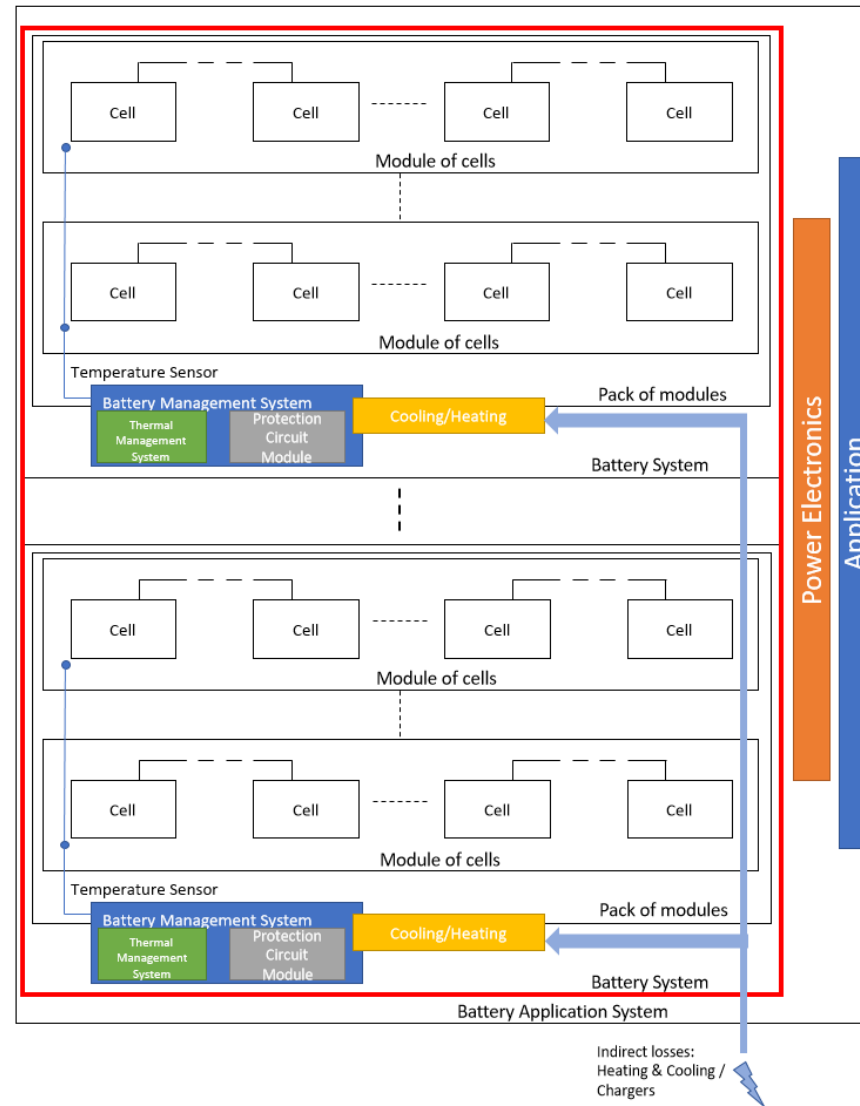 Cell Cell Cell Cell
Module of cells
Cell Cell Cell Cell
Module of cells
Temperature Sensor
Pack of modules
Battery Management System
Cooling/Heating
Thermal
Management
System
Protection
Circuit
Module
Battery System
Cell Cell Cell Cell
Module of cells
Cell Cell Cell Cell
Module of cells
Temperature Sensor
Pack of modules
Battery Management System
Cooling/Heating
Thermal
Management
System
Protection
Circuit
Module
Battery System
Battery Application System
Power Electronics
Application
Indirect losses:
Heating & Cooling /
Chargers